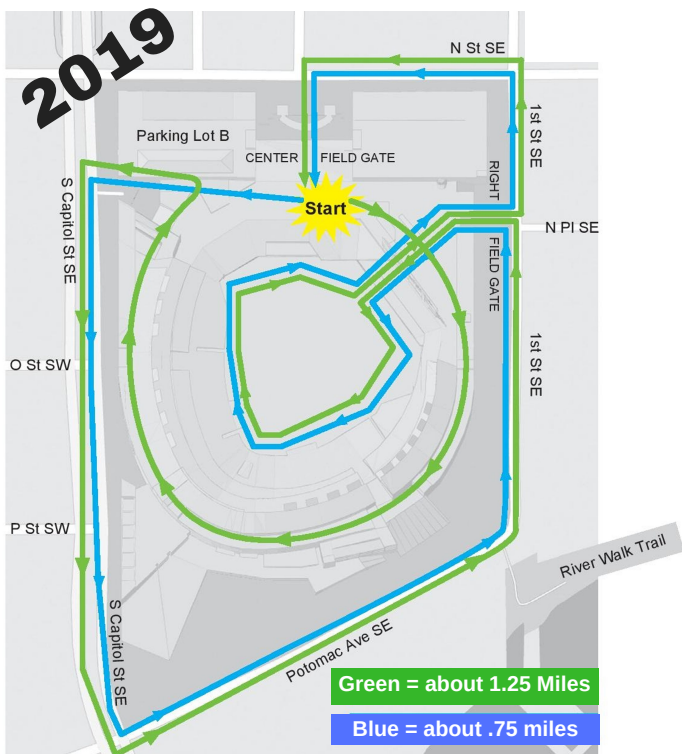 2019
N St SE
1st St SE
Parking Lot B
CENTER
FIELD GATE
RIGHT
FIELD GATE
S Capitol St SE
Start
N Pl SE
1st St SE
O St SW
P St SW
River Walk Trail
S Capitol St SE
Potomac Ave SE
Green = about 1.25 Miles
Blue = about .75 miles